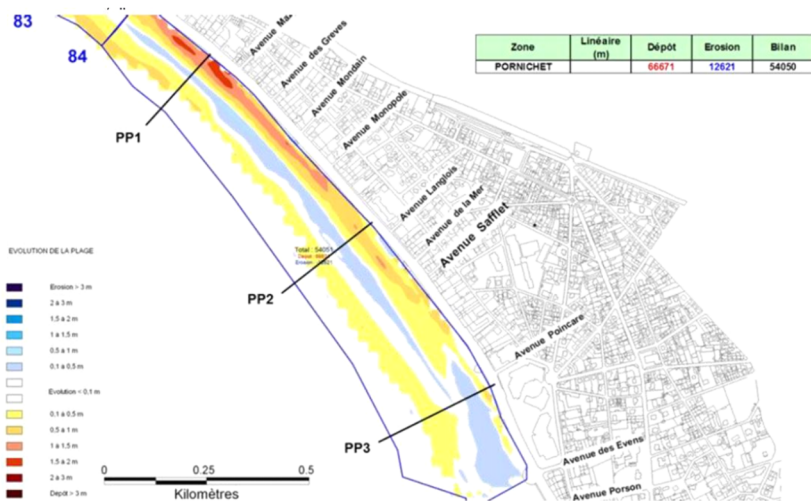 83
84
Avenue des Greves
Avenue Mondain
Avenue Monopole
Avenue Langlois
Avenue de la Mer
Avenue Safflet
Avenue Poincare
Avenue des Evens
Avenue Porson
PP1
PP2
PP3
Zone Linéaire (m) Dépôt Erosion Bilan
PORNICHET 66671 12621 54050
Total : 54051
EVOLUTION DE LA PLAGE
Erosion > 3 m
2 à 3 m
1,5 à 2 m
1 à 1,5 m
0,5 à 1 m
0,1 à 0,5 m
Evolution < 0,1 m
0,1 à 0,5 m
0,5 à 1 m
1 à 1,5 m
1,5 à 2 m
2 à 3 m
Dépôt > 3 m
0 0.25 0.5
Kilomètres